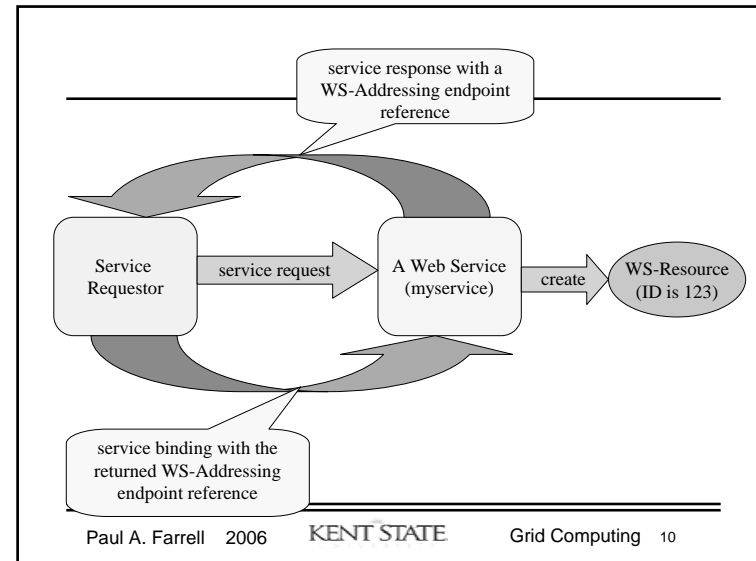 service response with a
WS-Addressing endpoint
reference
Service
Requestor
service request
A Web Service
(myservice)
create
WS-Resource
(ID is 123)
service binding with the
returned WS-Addressing
endpoint reference
Paul A. Farrell 2006
KENT STATE
Grid Computing 10